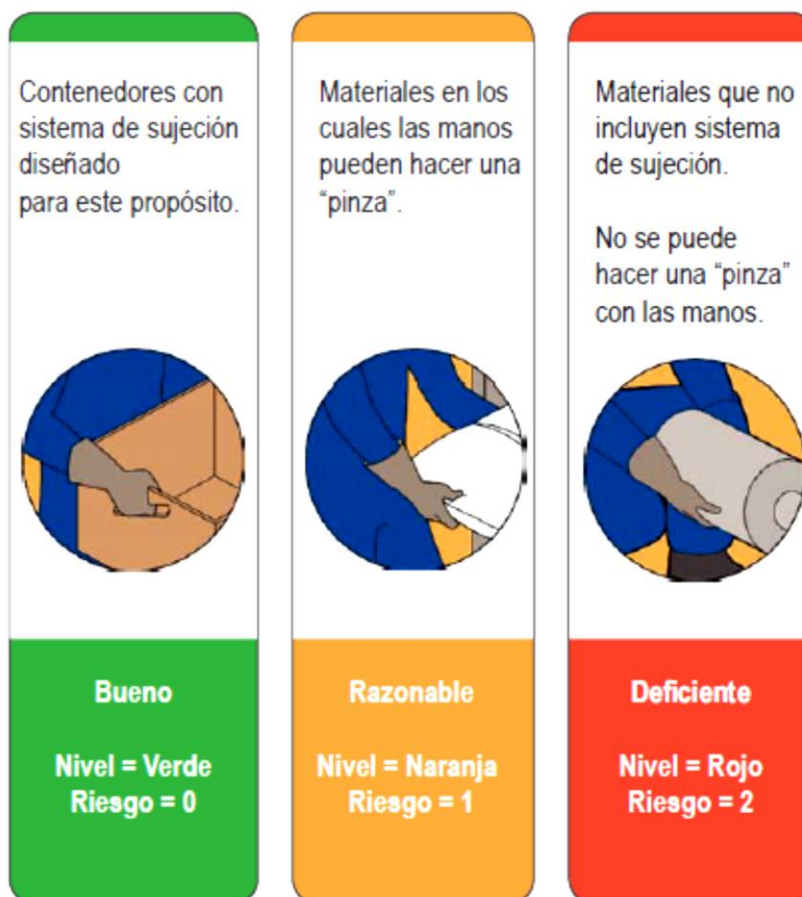 Contenedores con
sistema de sujeción
diseñado
para este propósito.
Bueno
Nivel = Verde
Riesgo = 0
Materiales en los
cuales las manos
pueden hacer una
“pinza”.
Razonable
Nivel = Naranja
Riesgo = 1
Materiales que no
incluyen sistema
de sujeción.
No se puede
hacer una “pinza”
con las manos.
Deficiente
Nivel = Rojo
Riesgo = 2